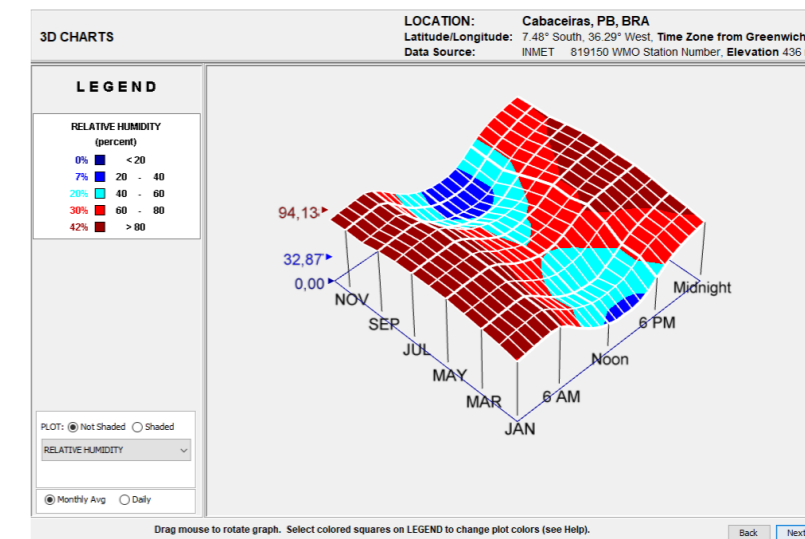 3D CHARTS
LOCATION: Cabaceiras, PB, BRA
Latitude/Longitude: 7.48° South, 36.29° West, Time Zone from Greenwich
Data Source: INMET 819150 WMO Station Number, Elevation 436
LEGEND
RELATIVE HUMIDITY
(percent)
0% < 20
7% 20 - 40
20% 40 - 60
30% 60 - 80
42% > 80
94,13
32,87
0,00
NOV
SEP
JUL
MAY
MAR
JAN
6 AM
Noon
6 PM
Midnight
PLOT: Not Shaded Shaded
RELATIVE HUMIDITY
Monthly Avg Daily
Drag mouse to rotate graph. Select colored squares on LEGEND to change plot colors (see Help).
Back Next